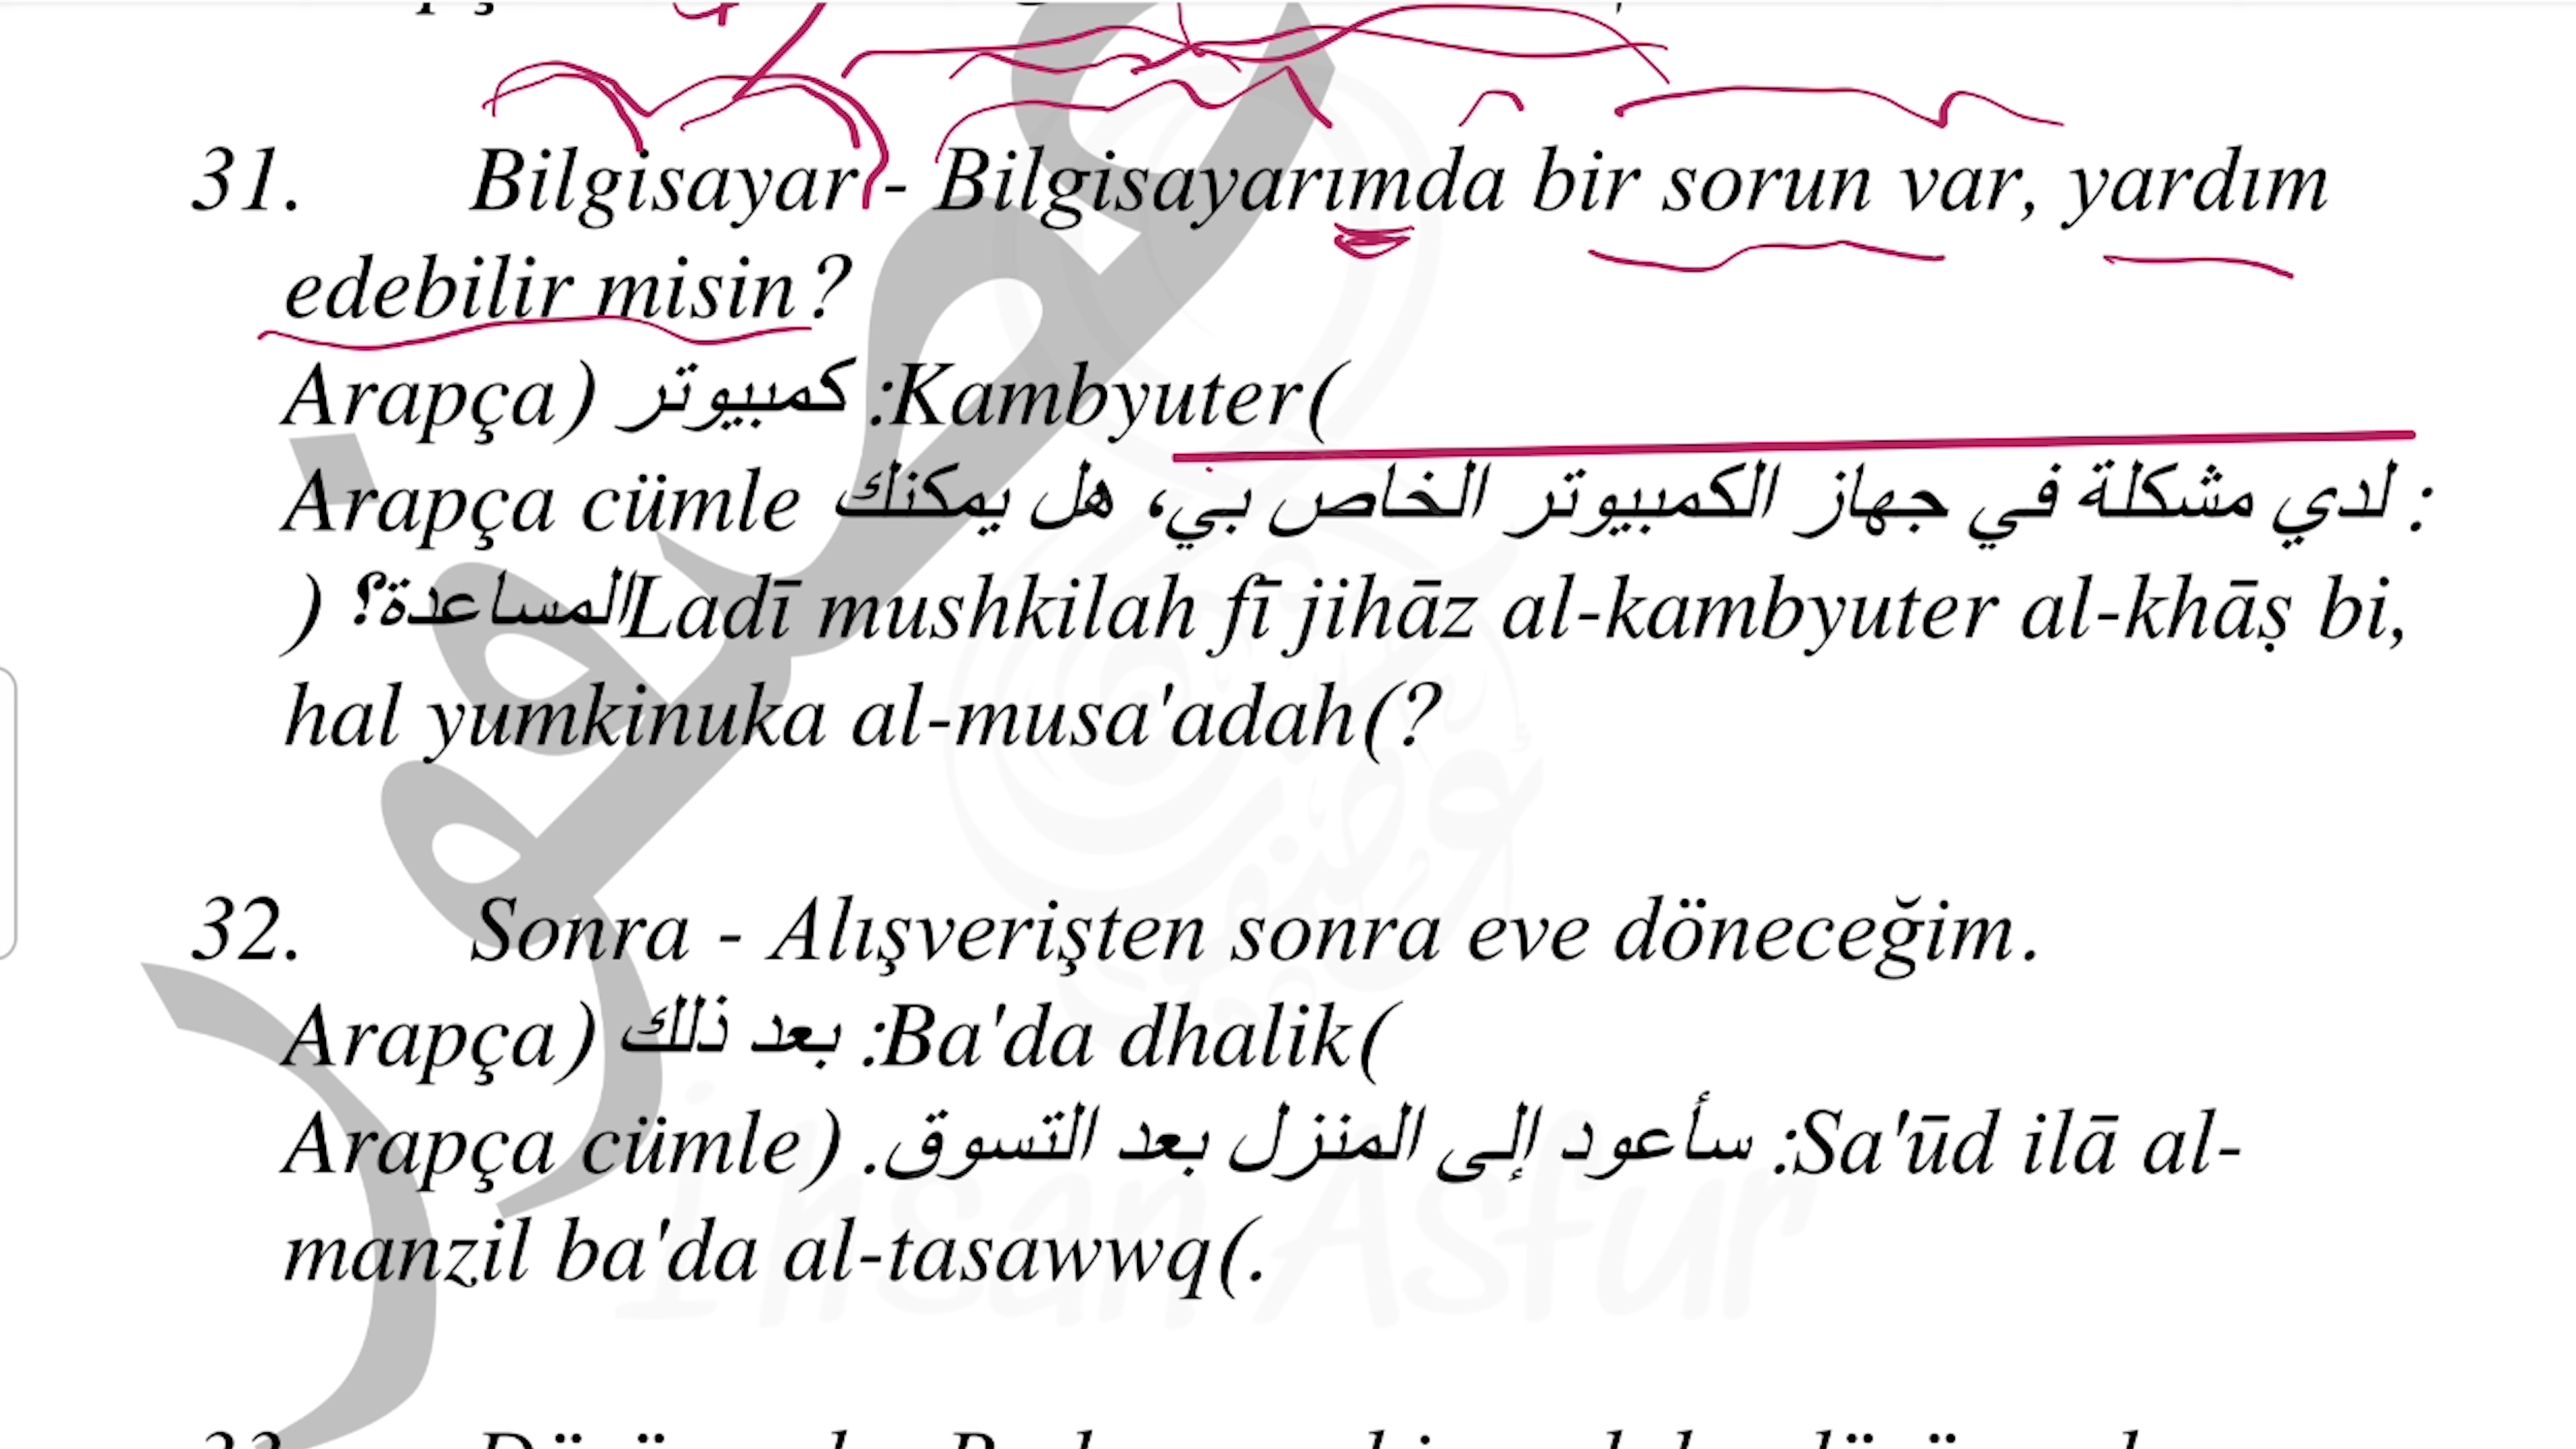 31. Bilgisayar - Bilgisayarımda bir sorun var, yardım
edebilir misin?
Arapça) كمبيوتر :Kambyuter(
Arapça cümle لدي مشكلة في جهاز الكمبيوتر الخاص بي، هل يمكنك :
) المساعدة؟Ladī mushkilah fī jihāz al-kambyuter al-khāṣ bi,
hal yumkinuka al-musa'adah(?
32. Sonra - Alışverişten sonra eve döneceğim.
Arapça) بعد ذلك :Ba'da dhalik(
Arapça cümle) سأعود إلى المنزل بعد التسوق. :Sa'ūd ilā al-
manzil ba'da al-tasawwq(.
Ihsan Asfur